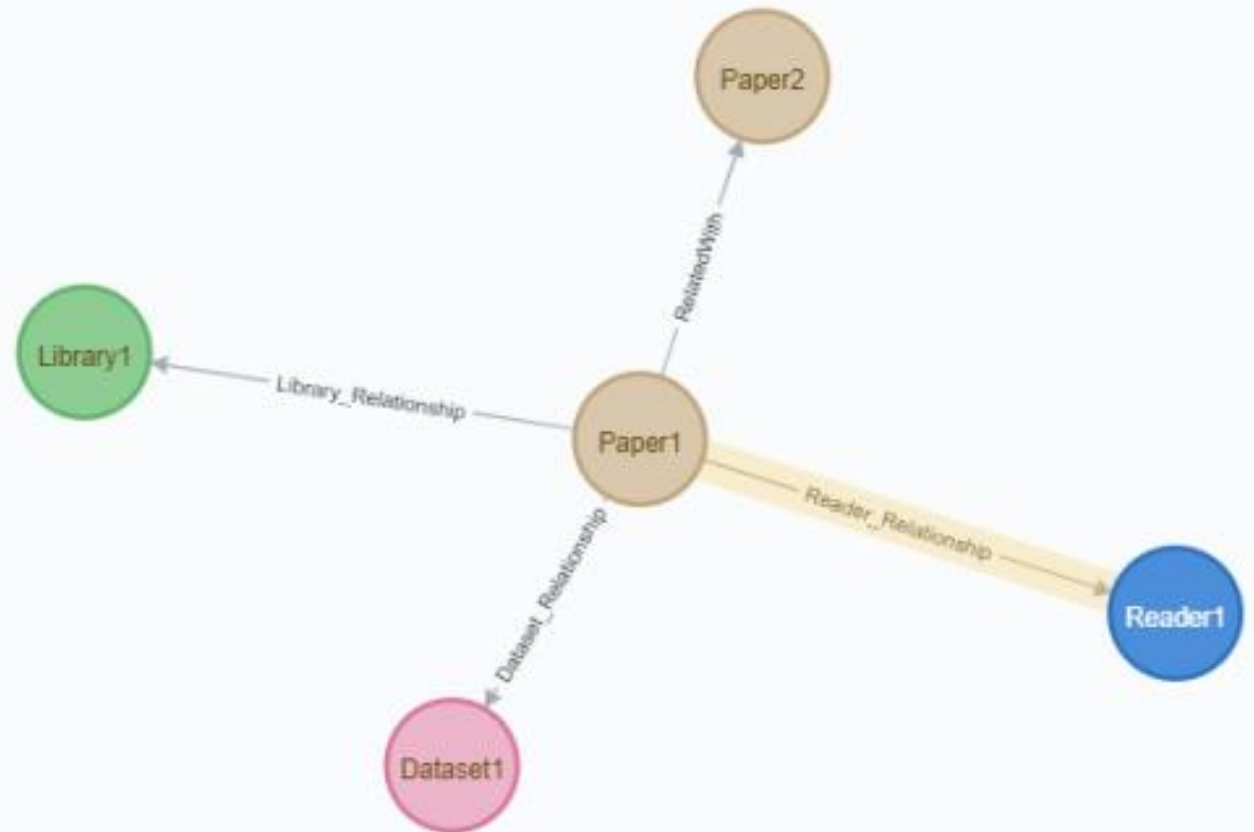 Paper2
RelatedWith
Library1
Library_Relationship
Paper1
Reader_Relationship
Dataset_Relationship
Reader1
Dataset1